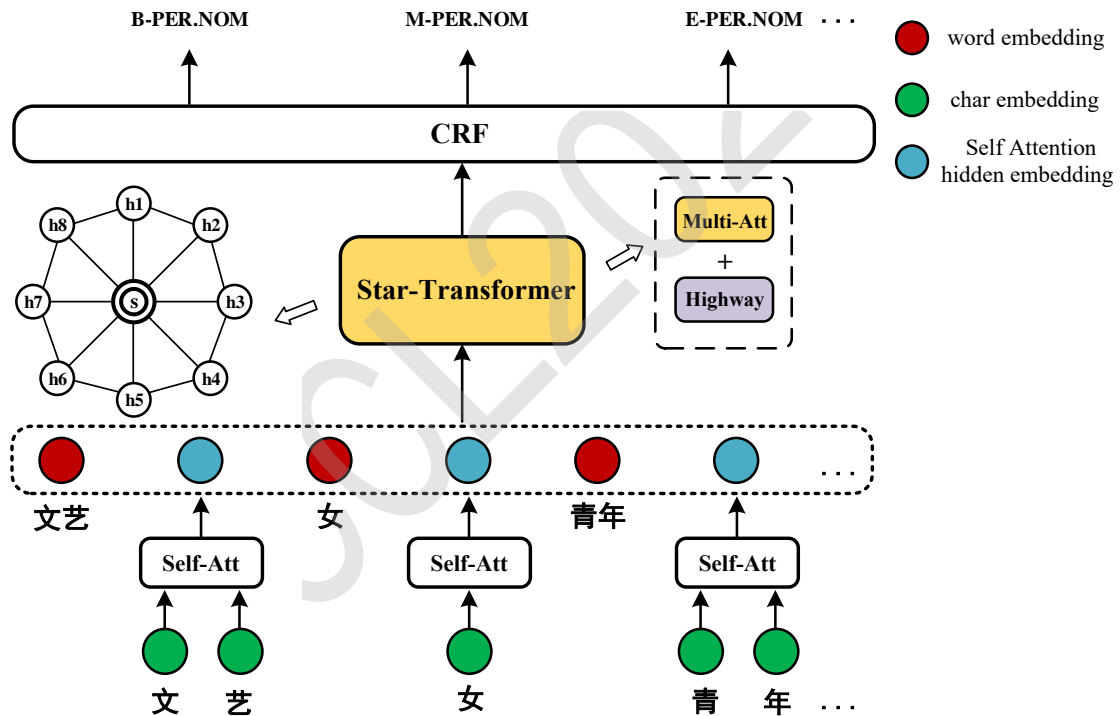 B-PER.NOM M-PER.NOM E-PER.NOM ...
word embedding
char embedding
Self Attention
hidden embedding
CRF
h1
h2
h3
h4
h5
h6
h7
h8
s
Star-Transformer
Multi-Att
+
Highway
...
文艺 女 青年
Self-Att Self-Att Self-Att
文 艺 女 青 年 ...